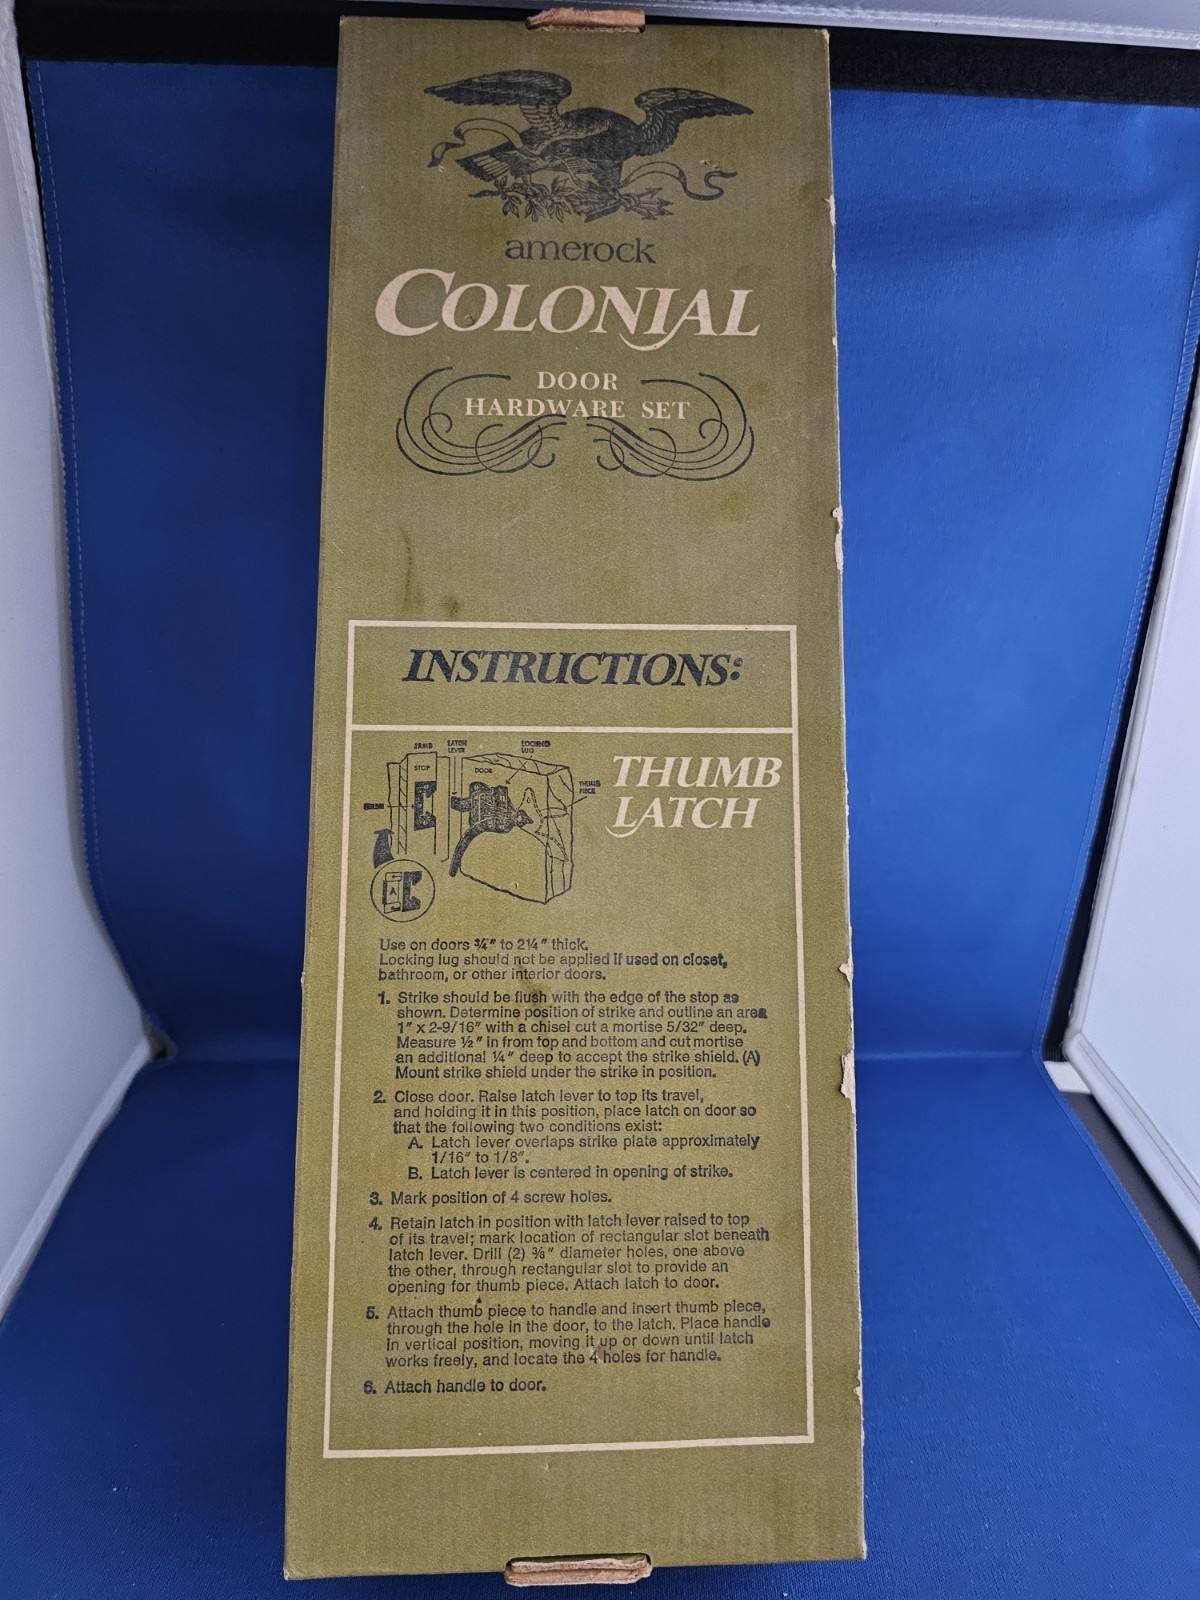 amerock
COLONIAL
DOOR
HARDWARE SET
INSTRUCTIONS:
JAMB
LATCH
LEVER
LOCKING
LUG
STOP
DOOR
THUMB
PIECE
A
THUMB
LATCH
Use on doors ¾" to 2¼" thick.
Locking lug should not be applied if used on closet,
bathroom, or other interior doors.
1. Strike should be flush with the edge of the stop as
shown. Determine position of strike and outline an area
1" x 2-9/16" with a chisel cut a mortise 5/32" deep.
Measure ½" in from top and bottom and cut mortise
an additional ¼" deep to accept the strike shield. (A)
Mount strike shield under the strike in position.
2. Close door. Raise latch lever to top its travel,
and holding it in this position, place latch on door so
that the following two conditions exist:
A. Latch lever overlaps strike plate approximately
1/16" to 1/8".
B. Latch lever is centered in opening of strike.
3. Mark position of 4 screw holes.
4. Retain latch in position with latch lever raised to top
of its travel; mark location of rectangular slot beneath
latch lever. Drill (2) ⅜" diameter holes, one above
the other, through rectangular slot to provide an
opening for thumb piece. Attach latch to door.
5. Attach thumb piece to handle and insert thumb piece,
through the hole in the door, to the latch. Place handle
in vertical position, moving it up or down until latch
works freely, and locate the 4 holes for handle.
6. Attach handle to door.